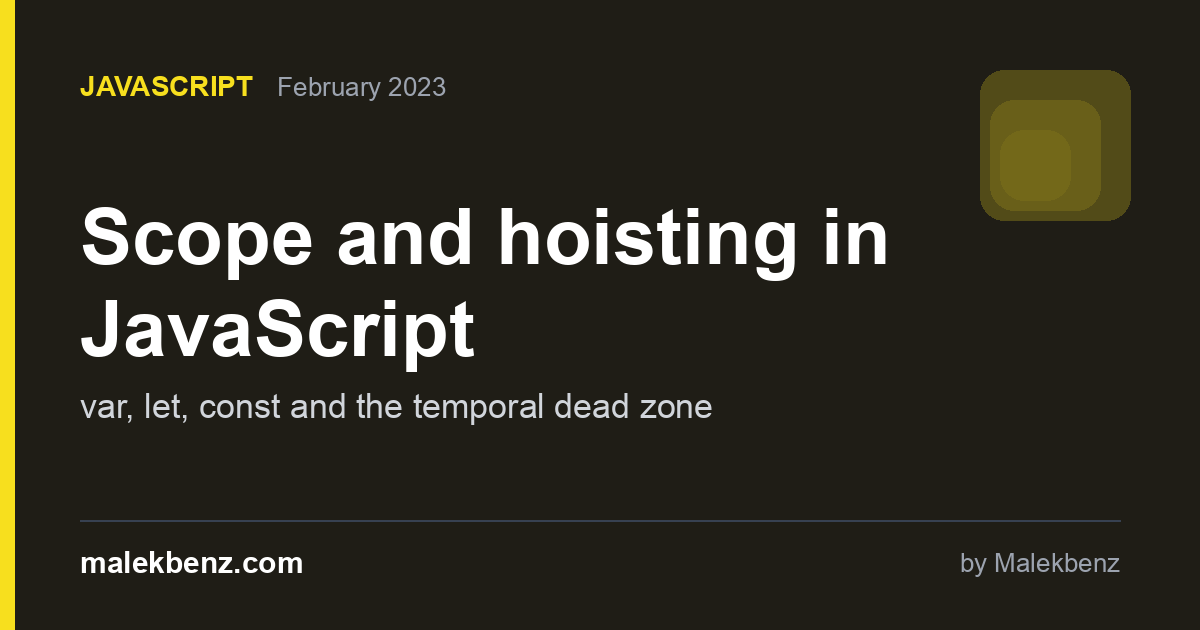 JAVASCRIPT February 2023
Scope and hoisting in
JavaScript
var, let, const and the temporal dead zone
malekbenz.com
by Malekbenz